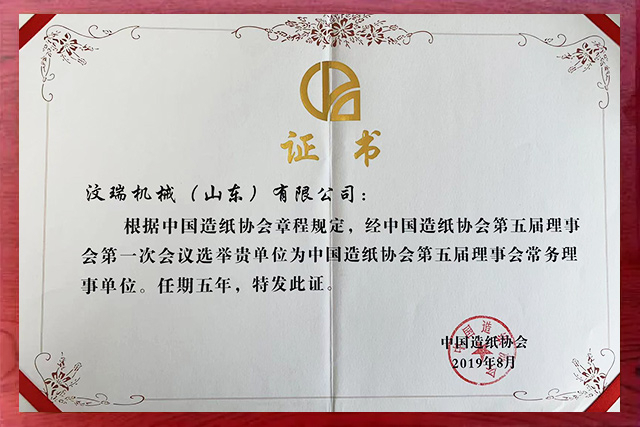 证书
汶瑞机械（山东）有限公司：
根据中国造纸协会章程规定，经中国造纸协会第五届理事
会第一次会议选举贵单位为中国造纸协会第五届理事会常务理
事单位。任期五年，特发此证。
中国造纸协会
2019年8月